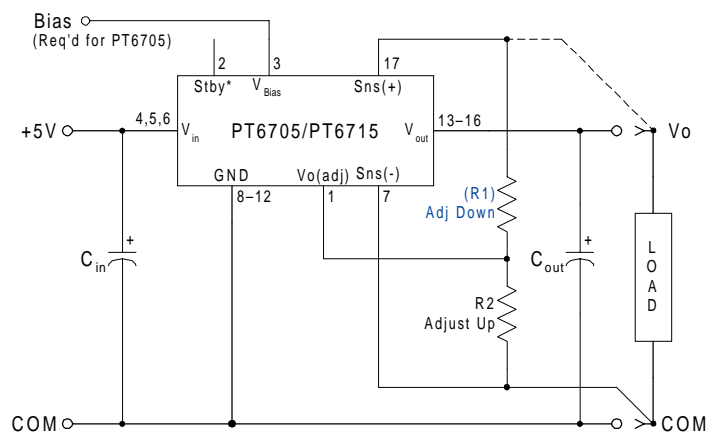 Bias
(Req'd for PT6705)
2
3
17
Stby*
V Bias
Sns(+)
+5V
4,5,6
V in
PT6705/PT6715
V out
13–16
Vo
GND
Vo(adj)
Sns(-)
8–12
1
7
(R1)
Adj Down
C in
+
C out
+
LOAD
R2
Adjust Up
COM
COM